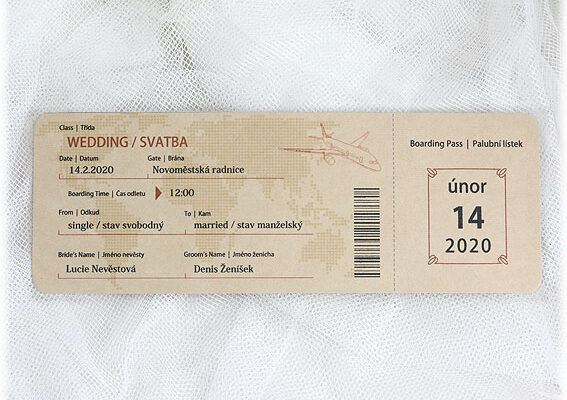 Class | Třída
WEDDING / SVATBA
Date | Datum Gate | Brána
14.2.2020 Novoměstská radnice
Boarding Time | Čas odletu 12:00
From | Odkud To | Kam
single / stav svobodný married / stav manželský
Bride's Name | Jméno nevěsty Groom's Name | Jméno ženicha
Lucie Nevěstová Denis Ženíšek
Boarding Pass | Palubní lístek
únor
14
2020